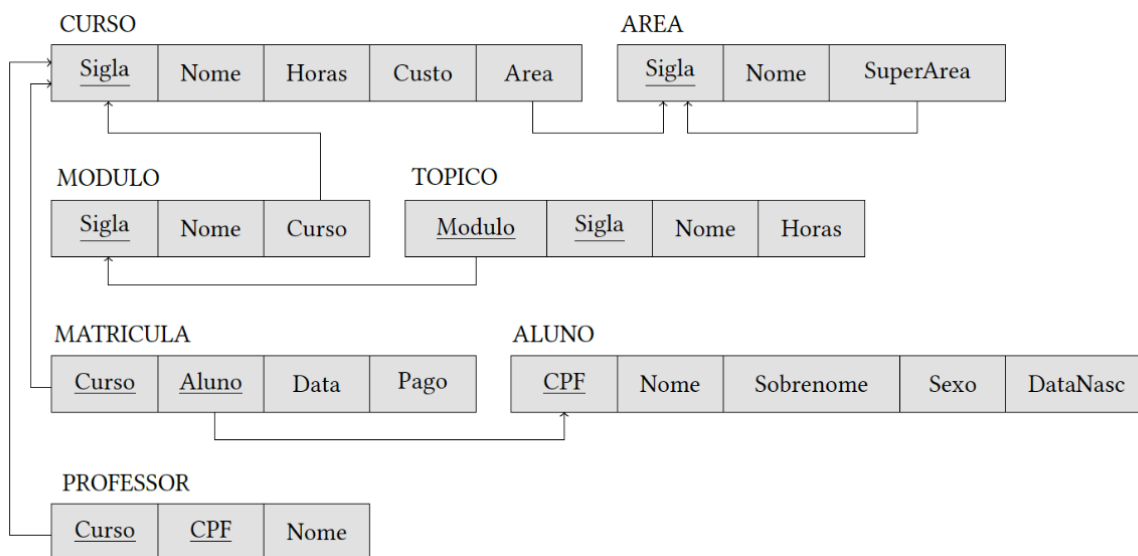 CURSO AREA
Sigla Nome Horas Custo Area Sigla Nome SuperArea
MODULO TOPICO
Sigla Nome Curso Modulo Sigla Nome Horas
MATRICULA ALUNO
Curso Aluno Data Pago CPF Nome Sobrenome Sexo DataNasc
PROFESSOR
Curso CPF Nome